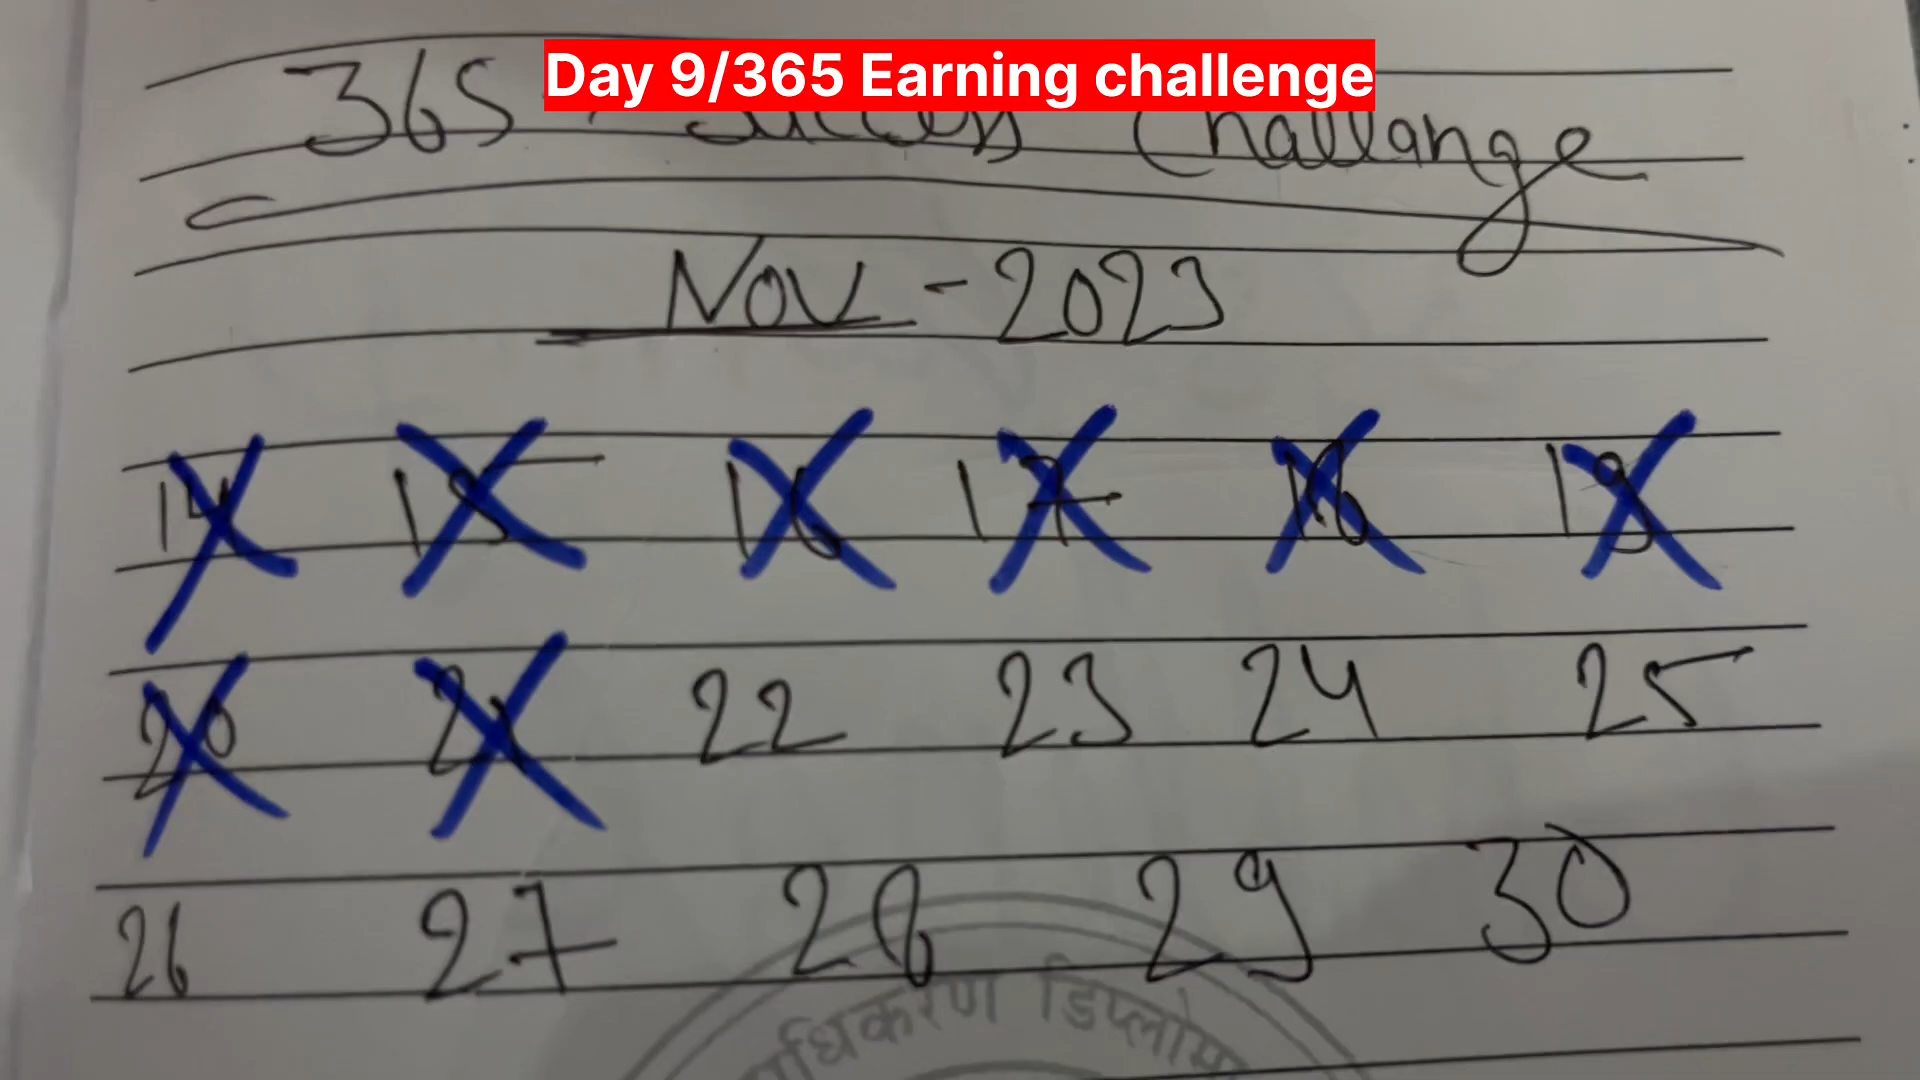 Day 9/365 Earning challenge
365 Success Challange
Nov - 2023
14 15 16 17 18 19
20 21 22 23 24 25
26 27 28 29 30
डिप्लोमा